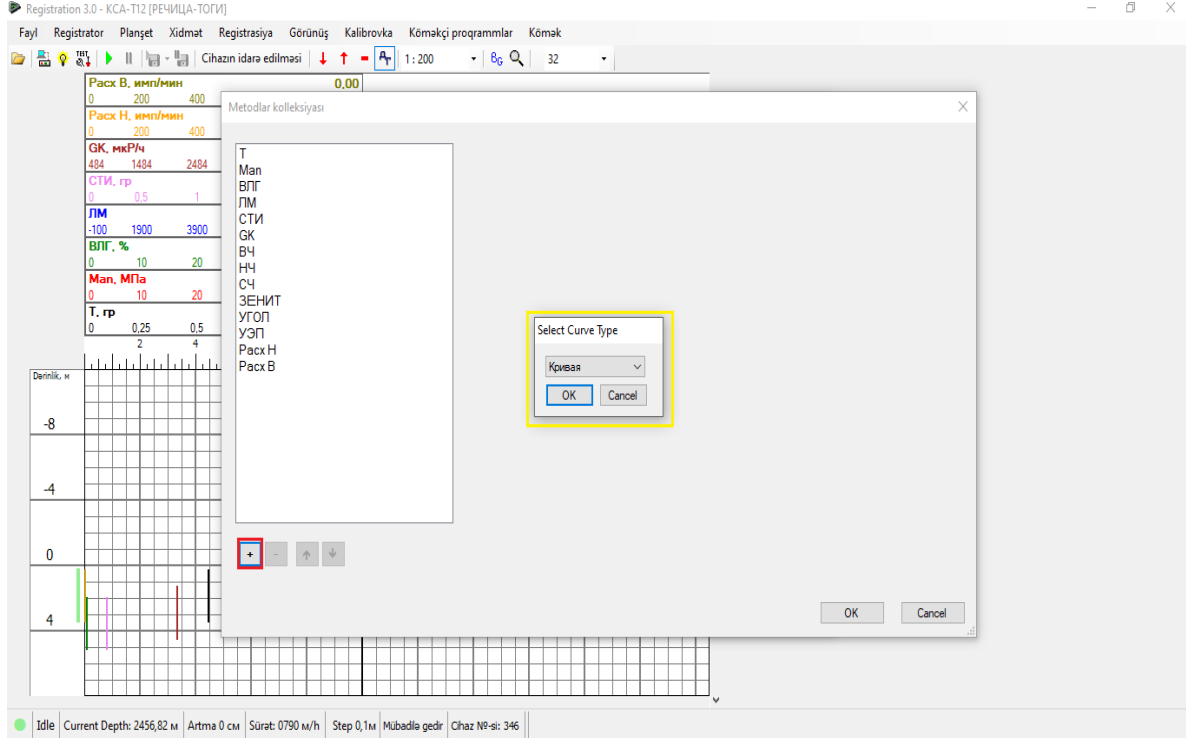 Registration 3.0 - КСА-Т12 [РЕЧИЦА-ТОГИ]
Fayl Registrator Planşet Xidmət Registrasiya Görünüş Kalibrovka Köməkçi proqrammlar Kömək
TEST Cihazın idarə edilməsi 1 : 200 BG 32
Расх В, имп/мин 0,00
0 200 400
Расх Н, имп/мин
0 200 400
GK, мкР/ч
484 1484 2484
СТИ, гр
0 0,5 1
ЛМ
-100 1900 3900
ВЛГ, %
0 10 20
Man, МПа
0 10 20
Т, гр
0 0,25 0,5
2 4
Dərinlik, м
-8
-4
0
4
Metodlar kolleksiyası
Т
Man
ВЛГ
ЛМ
СТИ
GK
ВЧ
НЧ
СЧ
ЗЕНИТ
УГОЛ
УЭП
Расх Н
Расх В
+ -
Select Curve Type
Кривая
OK Cancel
OK Cancel
Idle Current Depth: 2456,82 м Artma 0 см Sürət: 0790 м/h Step 0,1м Mübadilə gedir Cihaz №-si: 346